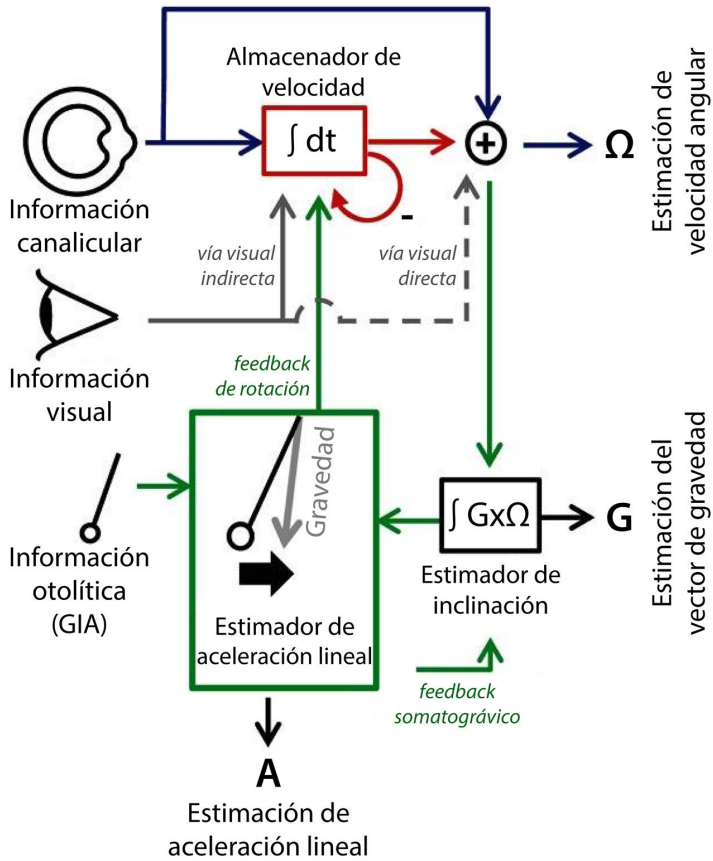 Almacenador de
velocidad
∫ dt
+
Ω
Estimación de
velocidad angular
-
Información
canalicular
vía visual
indirecta
vía visual
directa
Información
visual
feedback
de rotación
Gravedad
∫ GxΩ
G
Estimación del
vector de gravedad
Información
otolítica
(GIA)
Estimador de
inclinación
Estimador de
aceleración lineal
feedback
somatográvico
A
Estimación de
aceleración lineal